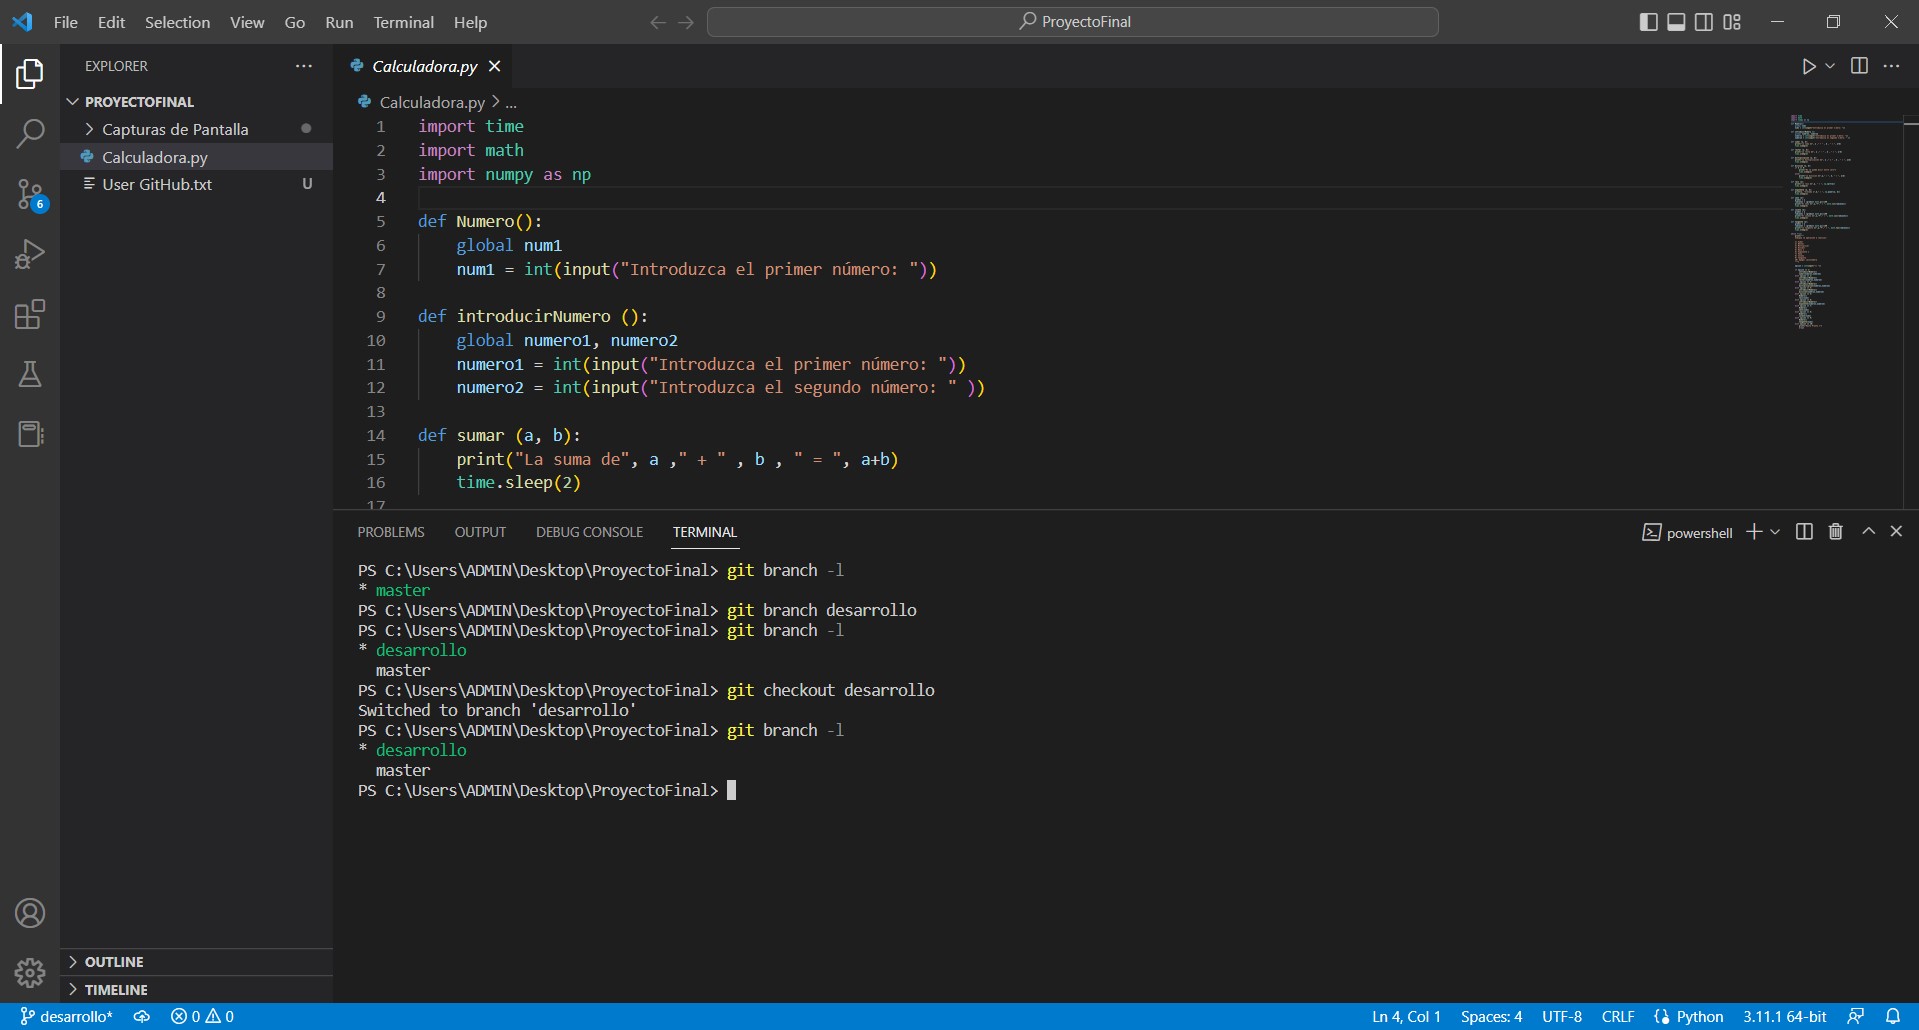 File Edit Selection View Go Run Terminal Help
ProyectoFinal
EXPLORER
PROYECTOFINAL
Capturas de Pantalla
Calculadora.py
User GitHub.txt U
6
OUTLINE
TIMELINE
Calculadora.py
Calculadora.py > ...
1 import time
2 import math
3 import numpy as np
4
5 def Numero():
6 global num1
7 num1 = int(input("Introduzca el primer número: "))
8
9 def introducirNumero ():
10 global numero1, numero2
11 numero1 = int(input("Introduzca el primer número: "))
12 numero2 = int(input("Introduzca el segundo número: " ))
13
14 def sumar (a, b):
15 print("La suma de", a ," + " , b , " = ", a+b)
16 time.sleep(2)
17
PROBLEMS OUTPUT DEBUG CONSOLE TERMINAL
powershell
PS C:\Users\ADMIN\Desktop\ProyectoFinal> git branch -l
* master
PS C:\Users\ADMIN\Desktop\ProyectoFinal> git branch desarrollo
PS C:\Users\ADMIN\Desktop\ProyectoFinal> git branch -l
* desarrollo
master
PS C:\Users\ADMIN\Desktop\ProyectoFinal> git checkout desarrollo
Switched to branch 'desarrollo'
PS C:\Users\ADMIN\Desktop\ProyectoFinal> git branch -l
* desarrollo
master
PS C:\Users\ADMIN\Desktop\ProyectoFinal>
desarrollo* 0 0 Ln 4, Col 1 Spaces: 4 UTF-8 CRLF Python 3.11.1 64-bit